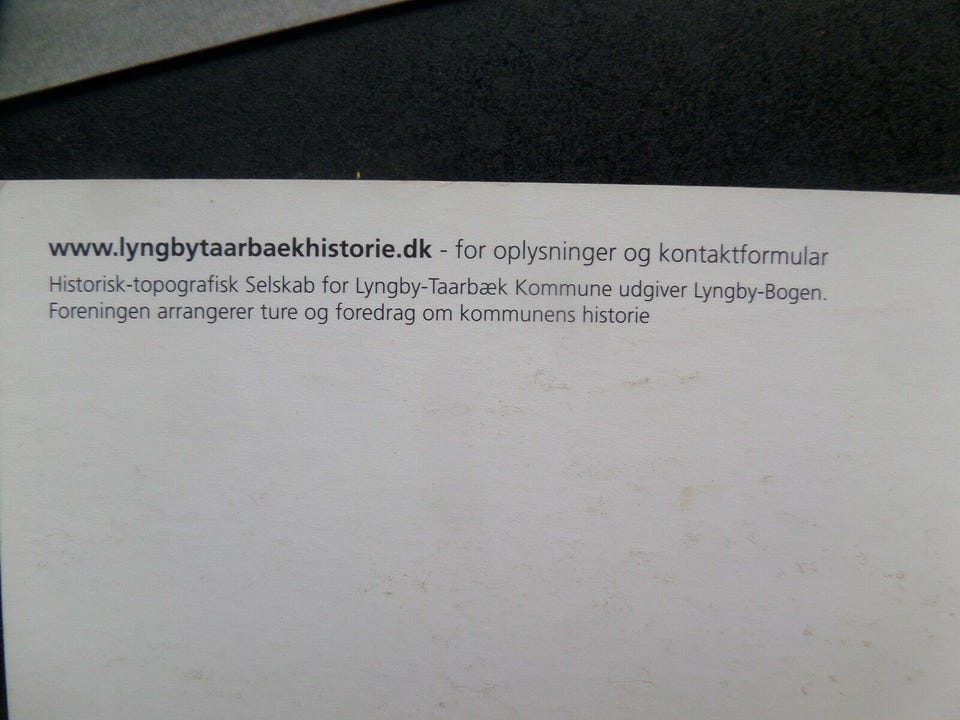 www.lyngbytaarbaekhistorie.dk - for oplysninger og kontaktformular
Historisk-topografisk Selskab for Lyngby-Taarbæk Kommune udgiver Lyngby-Bogen.
Foreningen arrangerer ture og foredrag om kommunens historie